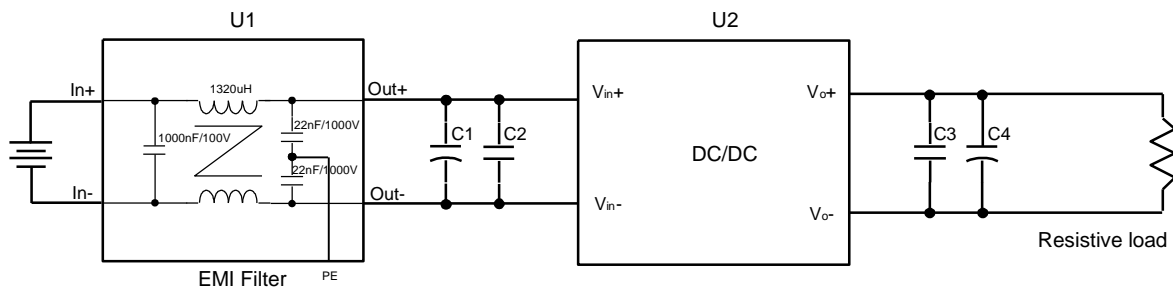 U1
U2
In+
1320uH
Out+
1000nF/100V
22nF/1000V
22nF/1000V
In-
Out-
PE
EMI Filter
C1
C2
Vin+
Vin-
DC/DC
Vo+
Vo-
C3
C4
Resistive load